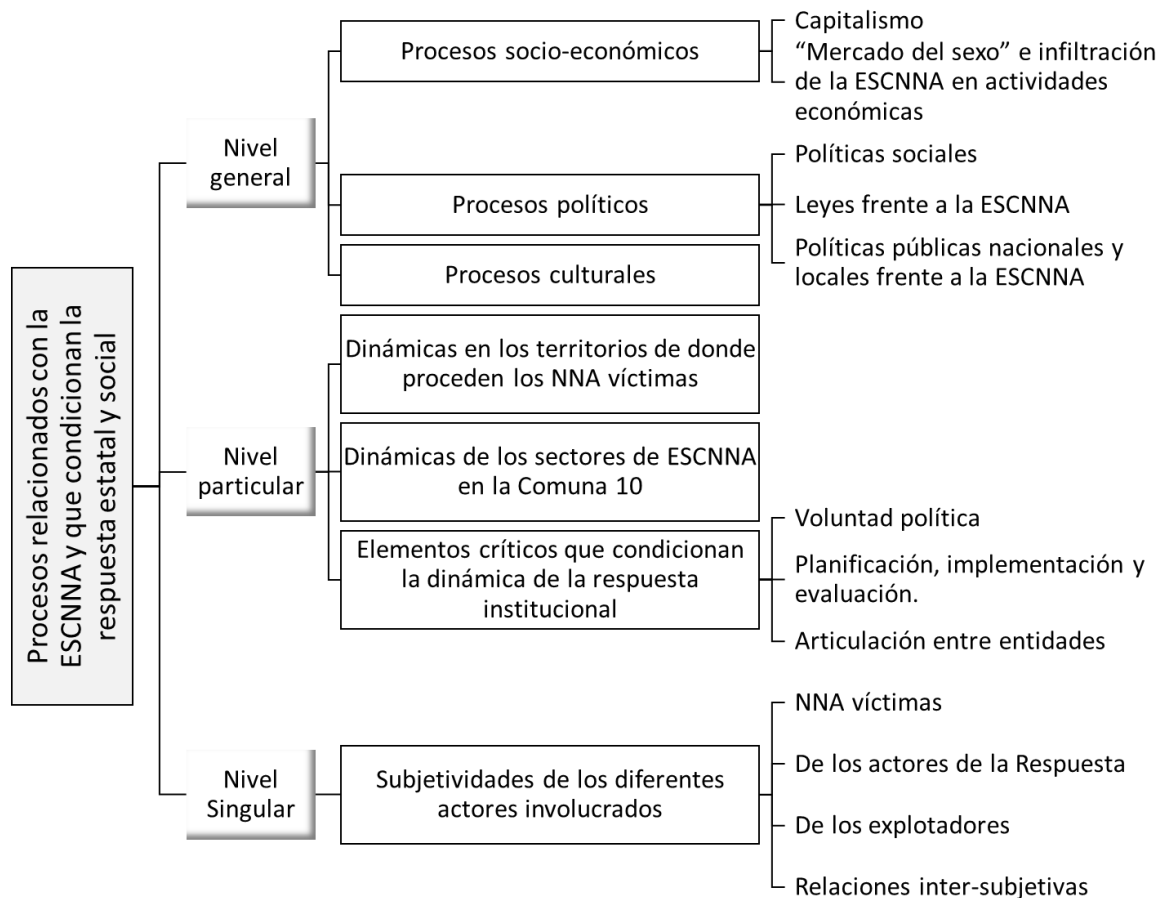 Procesos relacionados con la
ESCNNA y que condicionan la
respuesta estatal y social
Nivel
general
Procesos socio-económicos
Capitalismo
“Mercado del sexo” e infiltración
de la ESCNNA en actividades
económicas
Procesos políticos
Políticas sociales
Leyes frente a la ESCNNA
Políticas públicas nacionales y
locales frente a la ESCNNA
Procesos culturales
Nivel
particular
Dinámicas en los territorios de donde
proceden los NNA víctimas
Dinámicas de los sectores de ESCNNA
en la Comuna 10
Elementos críticos que condicionan
la dinámica de la respuesta
institucional
Voluntad política
Planificación, implementación y
evaluación.
Articulación entre entidades
Nivel
Singular
Subjetividades de los diferentes
actores involucrados
NNA víctimas
De los actores de la Respuesta
De los explotadores
Relaciones inter-subjetivas